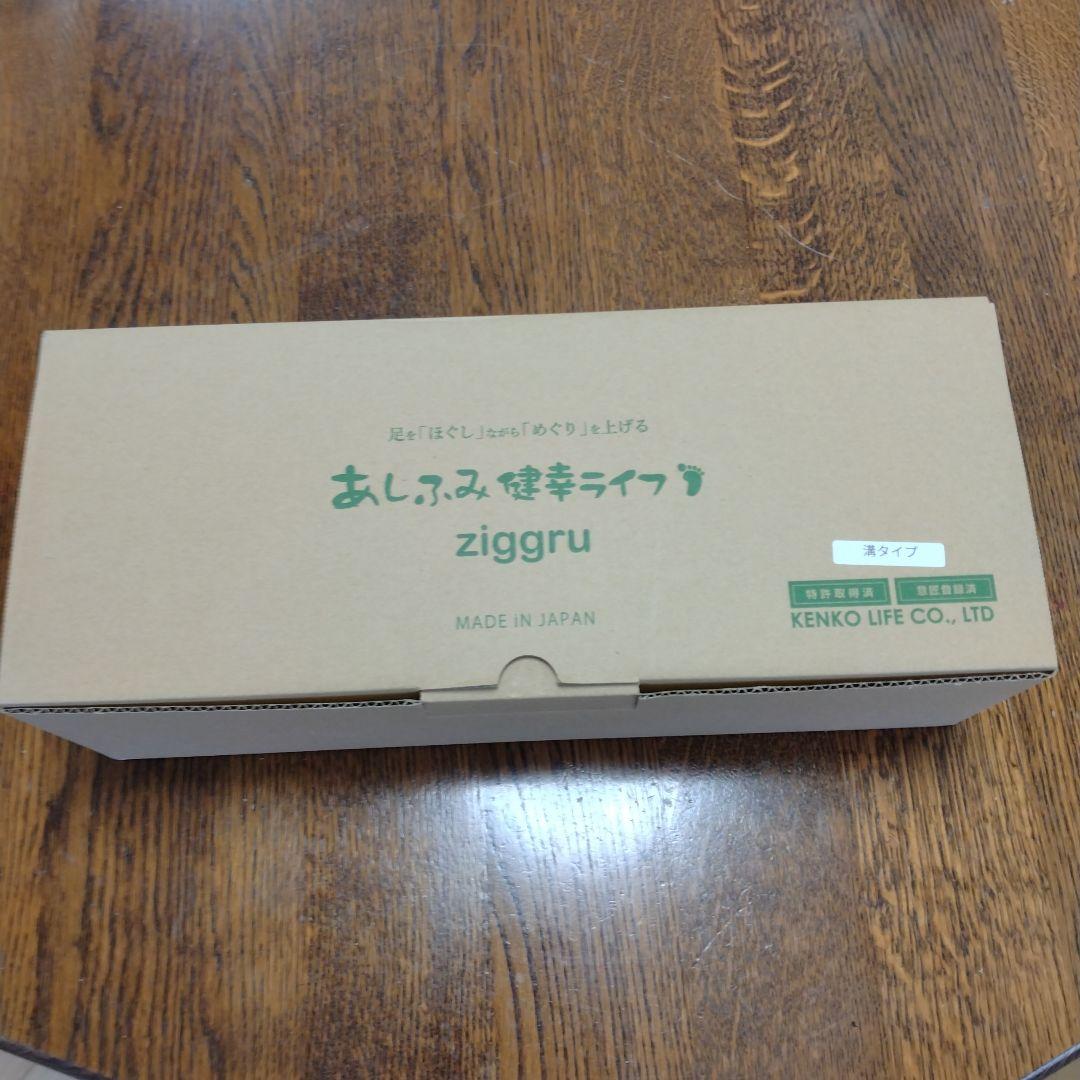 足を「ほぐし」ながら「めぐり」を上げる
あしふみ健幸ライフ
ziggru
溝タイプ
特許取得済 意匠登録済
KENKO LIFE CO., LTD
MADE iN JAPAN